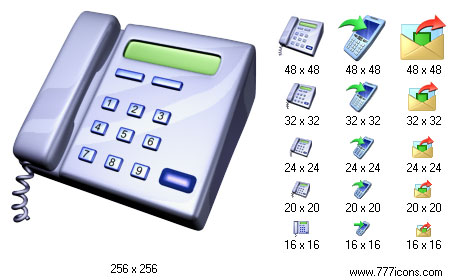 1 2 3
4 5 6
7 8 9
48 x 48 48 x 48 48 x 48
32 x 32 32 x 32 32 x 32
24 x 24 24 x 24 24 x 24
20 x 20 20 x 20 20 x 20
16 x 16 16 x 16 16 x 16
256 x 256
www.777icons.com